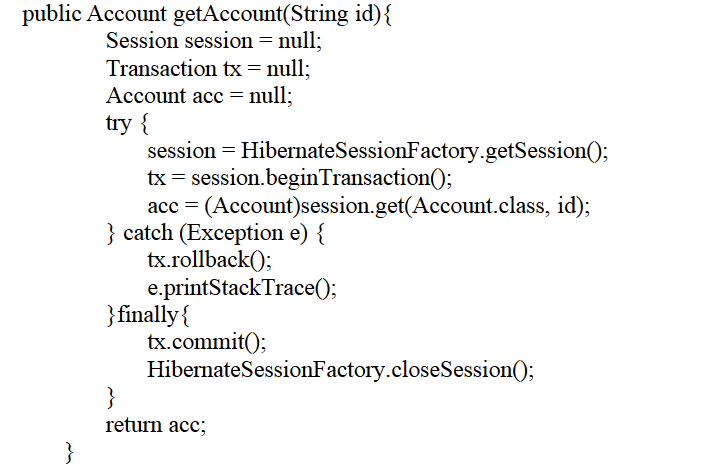 public Account getAccount(String id){
Session session = null;
Transaction tx = null;
Account acc = null;
try {
session = HibernateSessionFactory.getSession();
tx = session.beginTransaction();
acc = (Account)session.get(Account.class, id);
} catch (Exception e) {
tx.rollback();
e.printStackTrace();
}finally{
tx.commit();
HibernateSessionFactory.closeSession();
}
return acc;
}